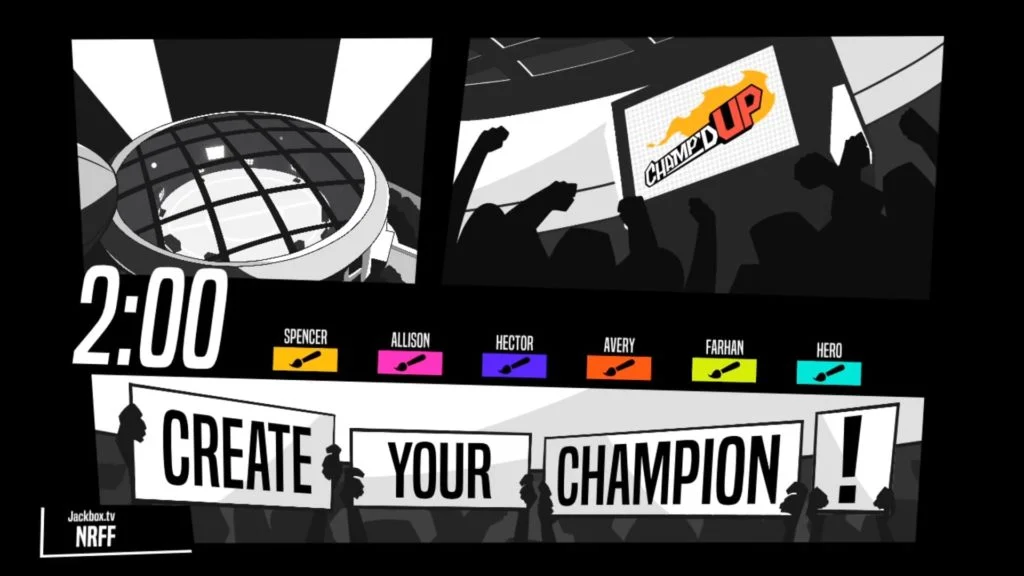 CHAMP'D UP
2:00
SPENCER
ALLISON
HECTOR
AVERY
FARHAN
HERO
CREATE YOUR CHAMPION!
Jackbox.tv
NRFF